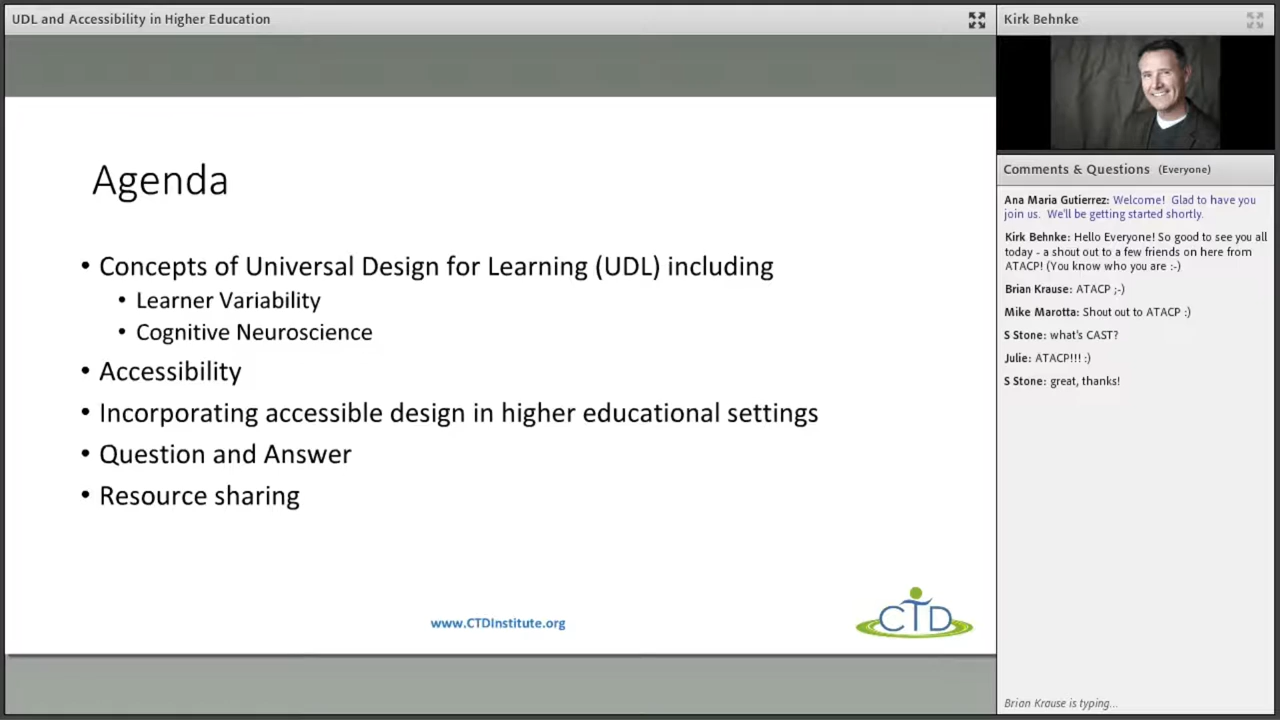 UDL and Accessibility in Higher Education
Agenda
• Concepts of Universal Design for Learning (UDL) including
• Learner Variability
• Cognitive Neuroscience
• Accessibility
• Incorporating accessible design in higher educational settings
• Question and Answer
• Resource sharing
www.CTDInstitute.org
CTD
Kirk Behnke
Comments & Questions (Everyone)
Ana Maria Gutierrez: Welcome! Glad to have you
join us. We'll be getting started shortly.
Kirk Behnke: Hello Everyone! So good to see you all
today - a shout out to a few friends on here from
ATACP! (You know who you are :-)
Brian Krause: ATACP ;-)
Mike Marotta: Shout out to ATACP :)
S Stone: what's CAST?
Julie: ATACP!!! :)
S Stone: great, thanks!
Brian Krause is typing...